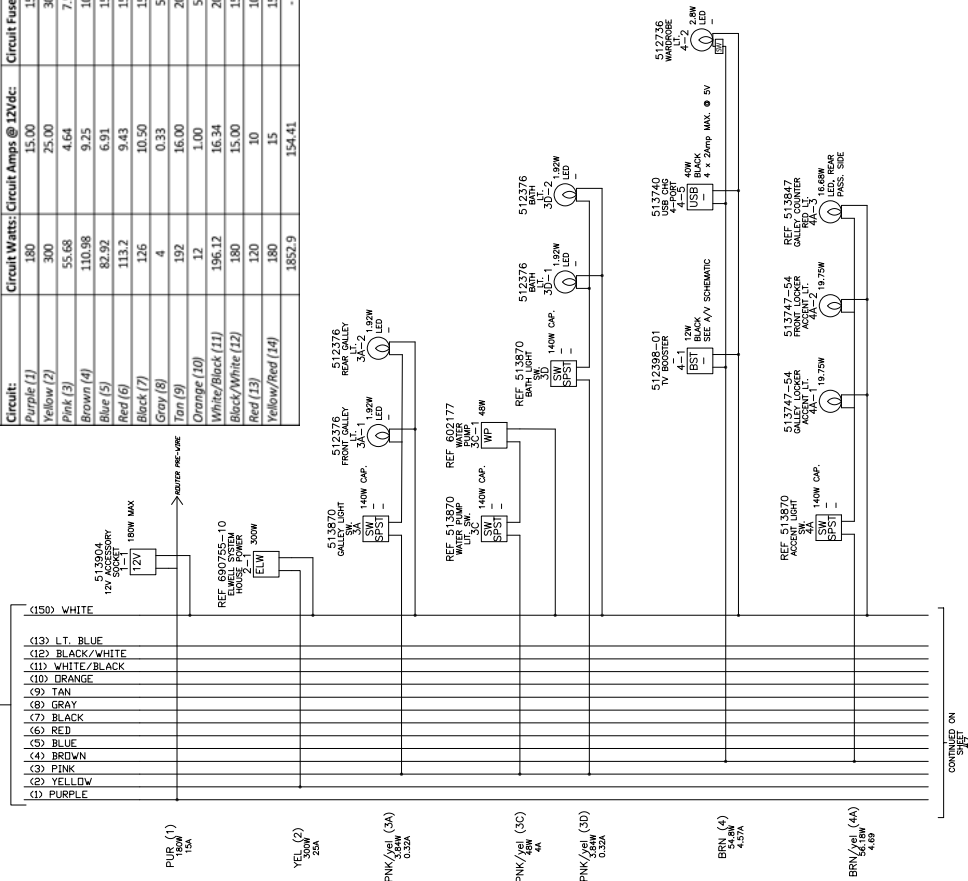 Circuit: Circuit Watts: Circuit Amps @ 12Vdc: Circuit Fuse
Purple (1) 180 15.00
Yellow (2) 300 25.00
Pink (3) 55.68 4.64
Brown (4) 110.98 9.25
Blue (5) 82.92 6.91
Red (6) 113.2 9.43
Black (7) 126 10.50
Gray (8) 4 0.33
Tan (9) 192 16.00
Orange (10) 12 1.00
White/Black (11) 196.12 16.34
Black/White (12) 180 15.00
Red (13) 120 10
Yellow/Red (14) 180 15
1852.9 154.41 -
(150) WHITE
(13) LT. BLUE
(12) BLACK/WHITE
(11) WHITE/BLACK
(10) ORANGE
(9) TAN
(8) GRAY
(7) BLACK
(6) RED
(5) BLUE
(4) BROWN
(3) PINK
(2) YELLOW
(1) PURPLE
PUR (1)
180W
15A
513904
12V ACCESSORY
SOCKET
1-1
12V
180W MAX
ROUTER PRE-WIRE
YEL (2)
300W
25A
REF 690755-10
ELWELL SYSTEM
HOUSE POWER
2-1
ELW
300W
PNK/yel (3A)
3.84W
0.32A
513870
GALLEY LIGHT
SW.
3A
SW
SPST
140W CAP.
-
-
512376
FRONT GALLEY
LT.
3A-1
1.92W
LED
-
512376
REAR GALLEY
LT.
3A-2
1.92W
LED
-
PNK/yel (3C)
48W
4A
REF 513870
WATER PUMP
LIT. SW.
3C
SW
SPST
140W CAP.
-
-
REF 602177
WATER
PUMP
3C-1
WP
48W
PNK/yel (3D)
3.84W
0.32A
REF 513870
BATH LIGHT
SW.
3D
SW
SPST
140W CAP.
-
-
512376
BATH
LT.
3D-1
1.92W
LED
-
512376
BATH
LT.
3D-2
1.92W
LED
-
BRN (4)
54.8W
4.57A
512398-01
TV BOOSTER
4-1
BST
-
12W
BLACK
SEE A/V SCHEMATIC
513740
USB CHG
4-PORT
4-5
USB
-
40W
BLACK
4 x 2Amp MAX. @ 5V
512736
WARDROBE
LT.
4-2
SW
2.8W
LED
-
BRN/yel (4A)
56.18W
4.69
REF 513870
ACCENT LIGHT
SW.
4A
SW
SPST
140W CAP.
-
-
513747-54
GALLEY LOCKER
ACCENT LT.
4A-1
19.75W
513747-54
FRONT LOCKER
ACCENT LT.
4A-2
19.75W
REF 513847
GALLEY COUNTER
RED LT.
4A-3
16.68W
LED, REAR
PASS. SIDE
CONTINUED ON
SHEET